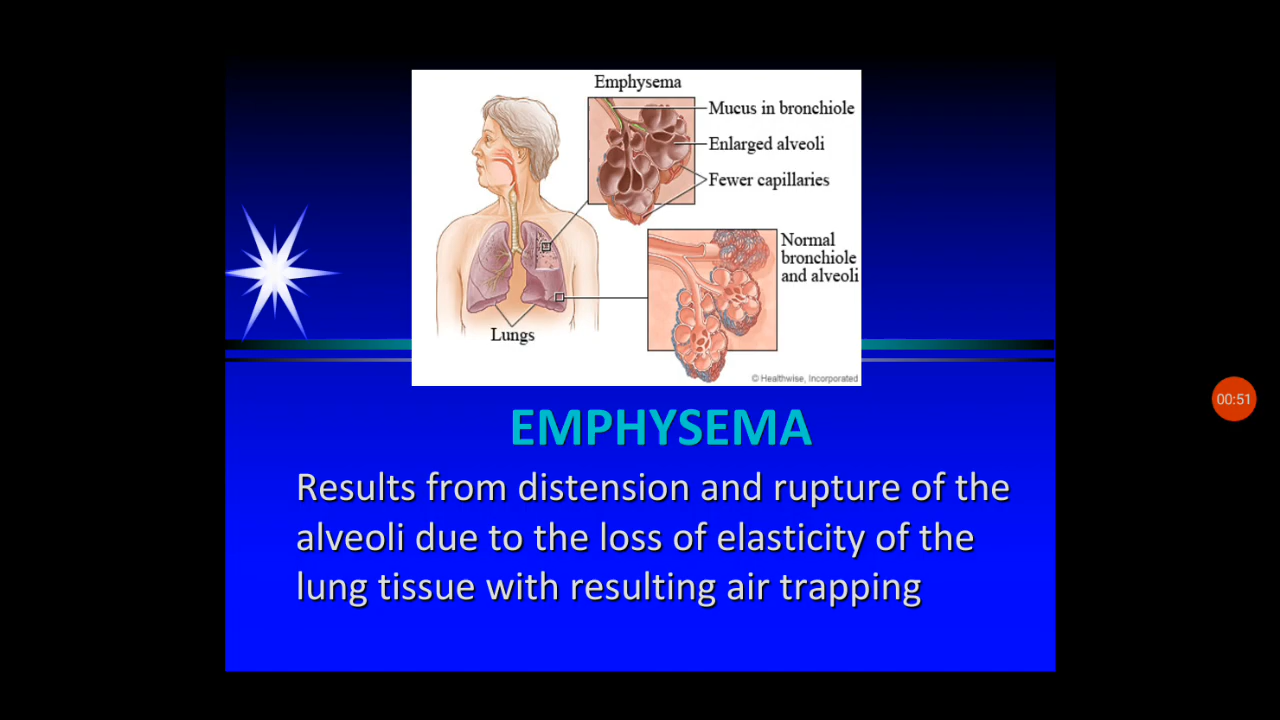 Emphysema
Mucus in bronchiole
Enlarged alveoli
Fewer capillaries
Normal
bronchiole
and alveoli
Lungs
© Healthwise, Incorporated
00:51
EMPHYSEMA
Results from distension and rupture of the
alveoli due to the loss of elasticity of the
lung tissue with resulting air trapping